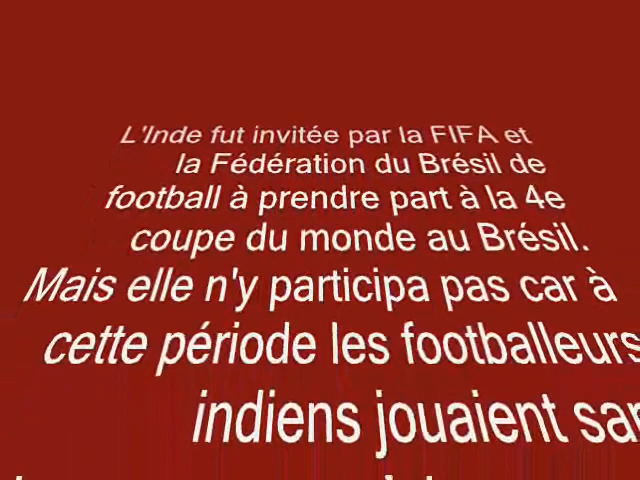 L'Inde fut invitée par la FIFA et
la Fédération du Brésil de
football à prendre part à la 4e
coupe du monde au Brésil.
Mais elle n'y participa pas car à
cette période les footballeurs
indiens jouaient